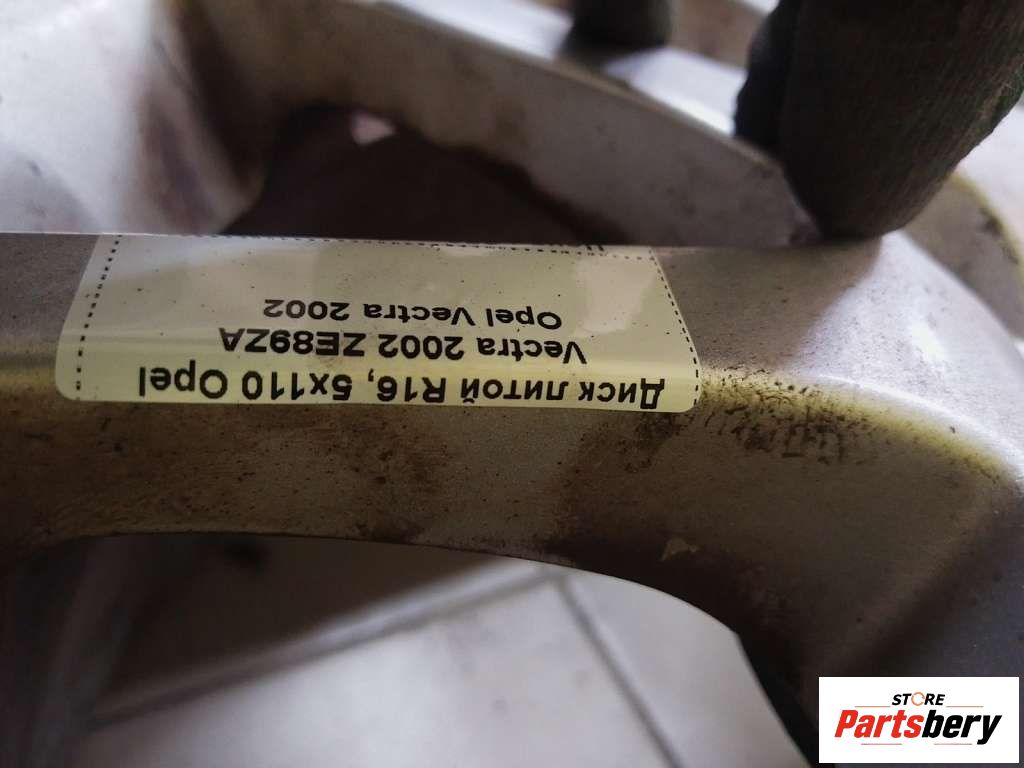 Диск литой R16, 5x110 Opel
Vectra 2002 ZE89ZA
Opel Vectra 2002
STORE
Partsbery